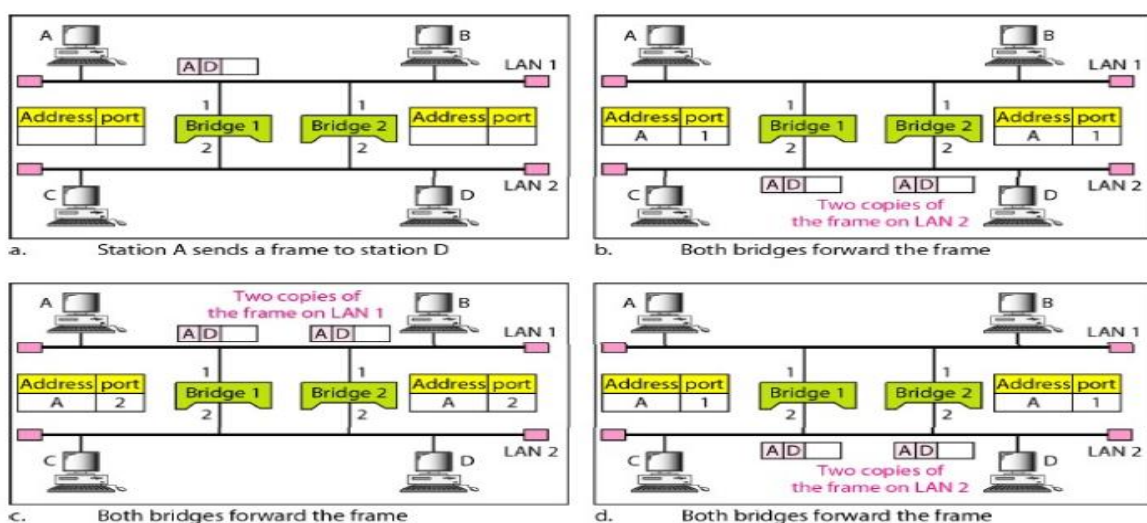 A
B
A D
LAN 1
1
1
Address port
Bridge 1
Bridge 2
Address port
2
2
LAN 2
C
D
a. Station A sends a frame to station D
A
B
LAN 1
1
1
Address port
A 1
Bridge 1
Bridge 2
Address port
A 1
2
2
A D
A D
LAN 2
C
D
Two copies of
the frame on LAN 2
b. Both bridges forward the frame
A
Two copies of
the frame on LAN 1
B
A D
A D
LAN 1
1
1
Address port
A 2
Bridge 1
Bridge 2
Address port
A 2
2
2
LAN 2
C
D
c. Both bridges forward the frame
A
B
LAN 1
1
1
Address port
A 1
Bridge 1
Bridge 2
Address port
A 1
2
2
A D
A D
LAN 2
C
D
Two copies of
the frame on LAN 2
d. Both bridges forward the frame